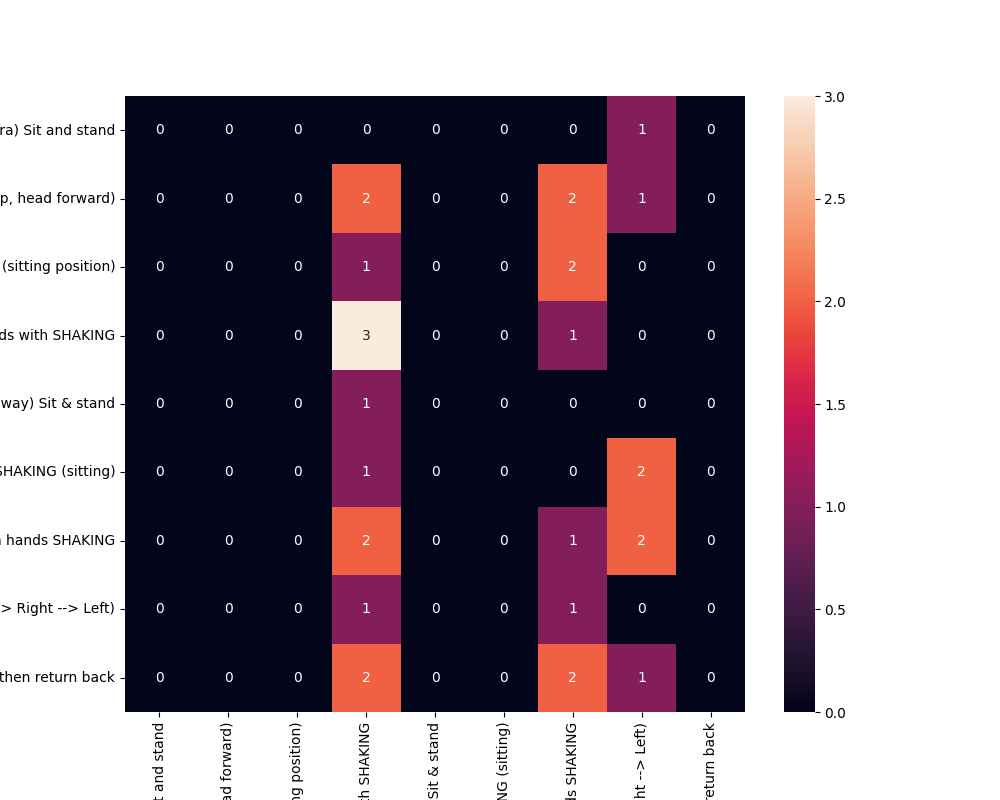 ra) Sit and stand 0 0 0 0 0 0 0 1 0
p, head forward) 0 0 0 2 0 0 2 1 0
(sitting position) 0 0 0 1 0 0 2 0 0
ds with SHAKING 0 0 0 3 0 0 1 0 0
way) Sit & stand 0 0 0 1 0 0 0 0 0
SHAKING (sitting) 0 0 0 1 0 0 0 2 0
hands SHAKING 0 0 0 2 0 0 1 2 0
> Right --> Left) 0 0 0 1 0 0 1 0 0
then return back 0 0 0 2 0 0 2 1 0
t and stand
ad forward)
ng position)
th SHAKING
Sit & stand
NG (sitting)
ds SHAKING
ht --> Left)
return back
3.0
2.5
2.0
1.5
1.0
0.5
0.0